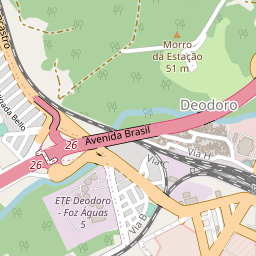 Morro
da Estação
51 m
Deodoro
Avenida Brasil
26
26
Via C
Via H
ETE Deodoro
- Foz Águas
5
Via B